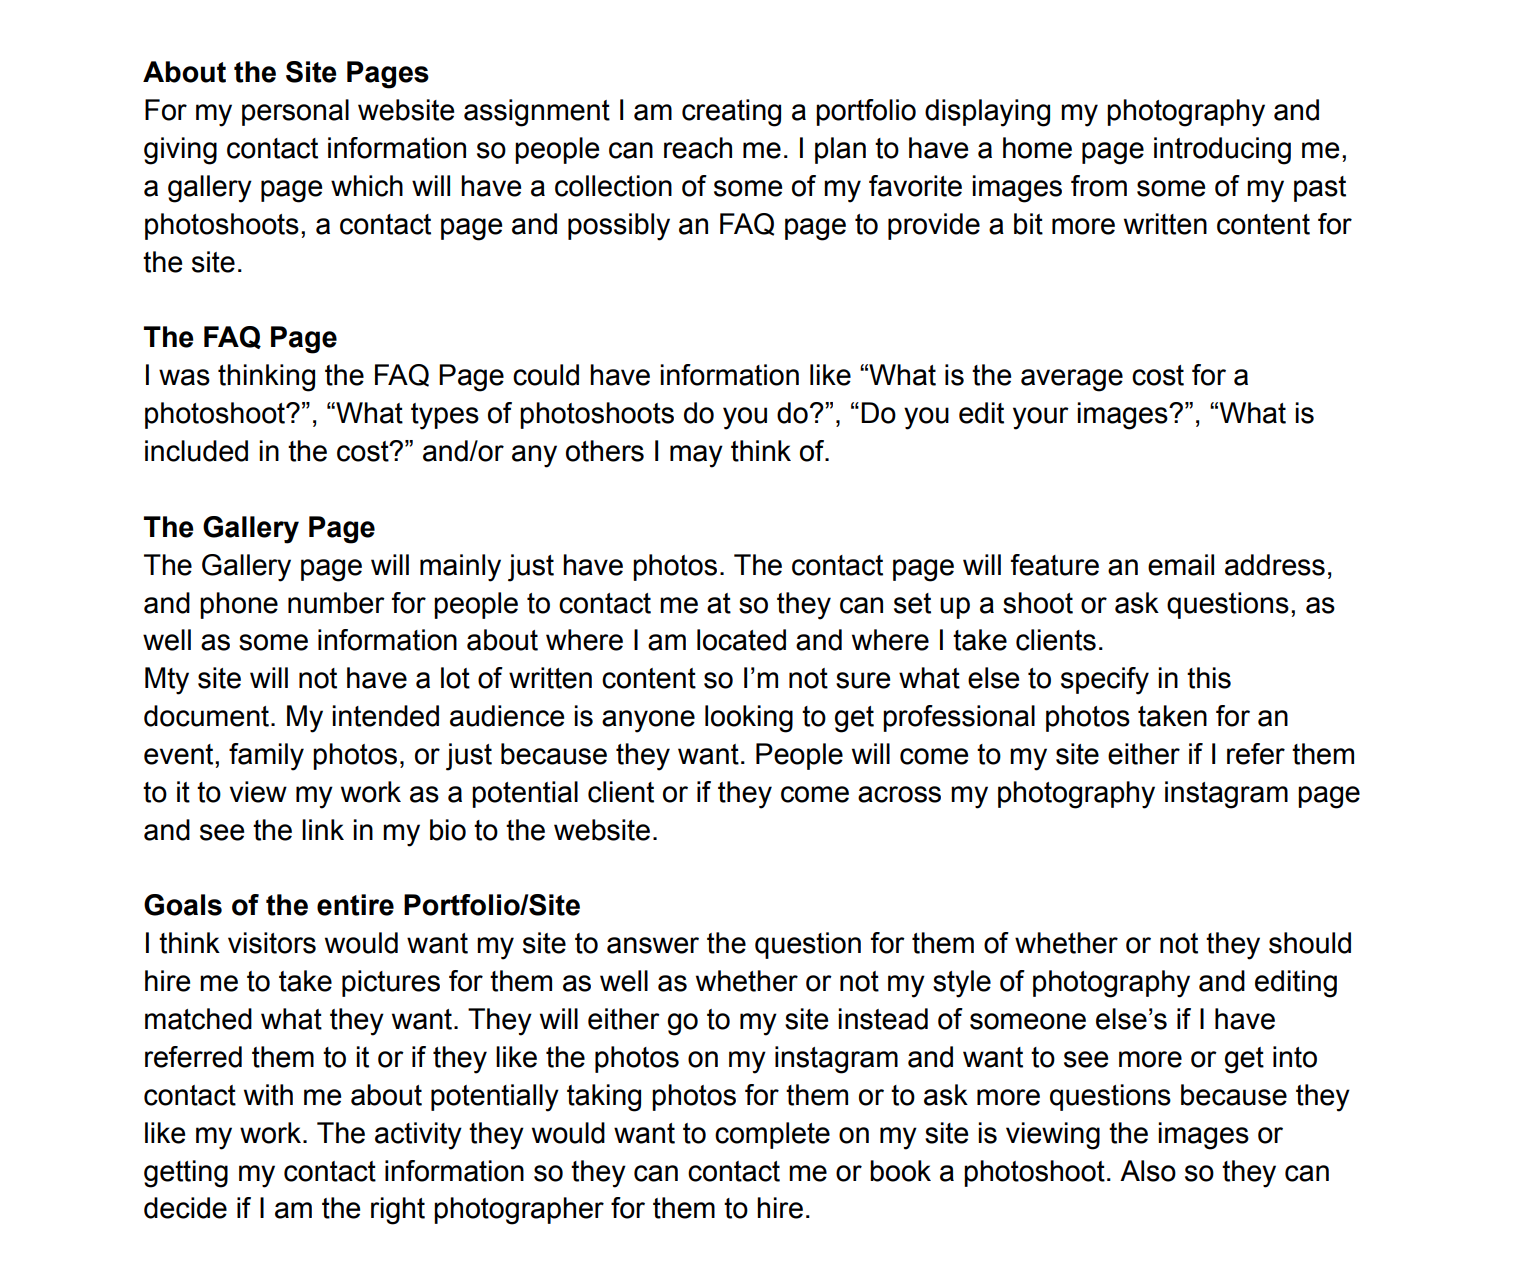 About the Site Pages
For my personal website assignment I am creating a portfolio displaying my photography and
giving contact information so people can reach me. I plan to have a home page introducing me,
a gallery page which will have a collection of some of my favorite images from some of my past
photoshoots, a contact page and possibly an FAQ page to provide a bit more written content for
the site.
The FAQ Page
I was thinking the FAQ Page could have information like “What is the average cost for a
photoshoot?”, “What types of photoshoots do you do?”, “Do you edit your images?”, “What is
included in the cost?” and/or any others I may think of.
The Gallery Page
The Gallery page will mainly just have photos. The contact page will feature an email address,
and phone number for people to contact me at so they can set up a shoot or ask questions, as
well as some information about where I am located and where I take clients.
Mty site will not have a lot of written content so I’m not sure what else to specify in this
document. My intended audience is anyone looking to get professional photos taken for an
event, family photos, or just because they want. People will come to my site either if I refer them
to it to view my work as a potential client or if they come across my photography instagram page
and see the link in my bio to the website.
Goals of the entire Portfolio/Site
I think visitors would want my site to answer the question for them of whether or not they should
hire me to take pictures for them as well as whether or not my style of photography and editing
matched what they want. They will either go to my site instead of someone else’s if I have
referred them to it or if they like the photos on my instagram and want to see more or get into
contact with me about potentially taking photos for them or to ask more questions because they
like my work. The activity they would want to complete on my site is viewing the images or
getting my contact information so they can contact me or book a photoshoot. Also so they can
decide if I am the right photographer for them to hire.